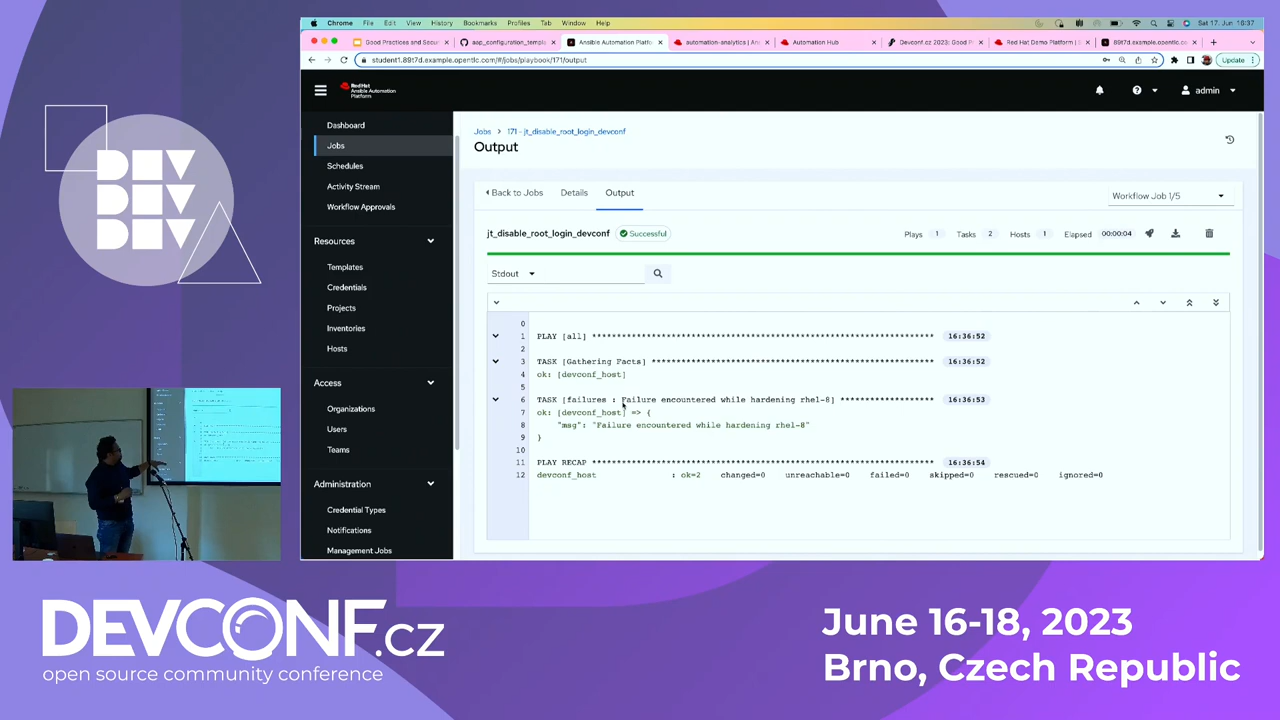 Chrome File Edit View History Bookmarks Profiles Tab Window Help
Sat 17. Jun 16:37
Good Practices and Secu
aap_configuration_templa
Ansible Automation Platfo
automation-analytics | An
Automation Hub
Devconf.cz 2023: Good P
Red Hat Demo Platform | S
89t7d.example.opentlc.com
student1.89t7d.example.opentlc.com/#/jobs/playbook/171/output
Update
Red Hat
Ansible Automation
Platform
admin
Dashboard
Jobs
Schedules
Activity Stream
Workflow Approvals
Resources
Templates
Credentials
Projects
Inventories
Hosts
Access
Organizations
Users
Teams
Administration
Credential Types
Notifications
Management Jobs
Jobs > 171 - jt_disable_root_login_devconf
Output
Back to Jobs Details Output
Workflow Job 1/5
jt_disable_root_login_devconf Successful
Plays 1 Tasks 2 Hosts 1 Elapsed 00:00:04
Stdout
0
1 PLAY [all] **************************************************************** 16:36:52
2
3 TASK [Gathering Facts] ********************************************************* 16:36:52
4 ok: [devconf_host]
5
6 TASK [failures : Failure encountered while hardening rhel-8] ******************* 16:36:53
7 ok: [devconf_host] => {
8 "msg": "Failure encountered while hardening rhel-8"
9 }
10
11 PLAY RECAP ********************************************************************* 16:36:54
12 devconf_host : ok=2 changed=0 unreachable=0 failed=0 skipped=0 rescued=0 ignored=0
DEV
DEV
DEV
DEVCONF.cz
open source community conference
June 16-18, 2023
Brno, Czech Republic